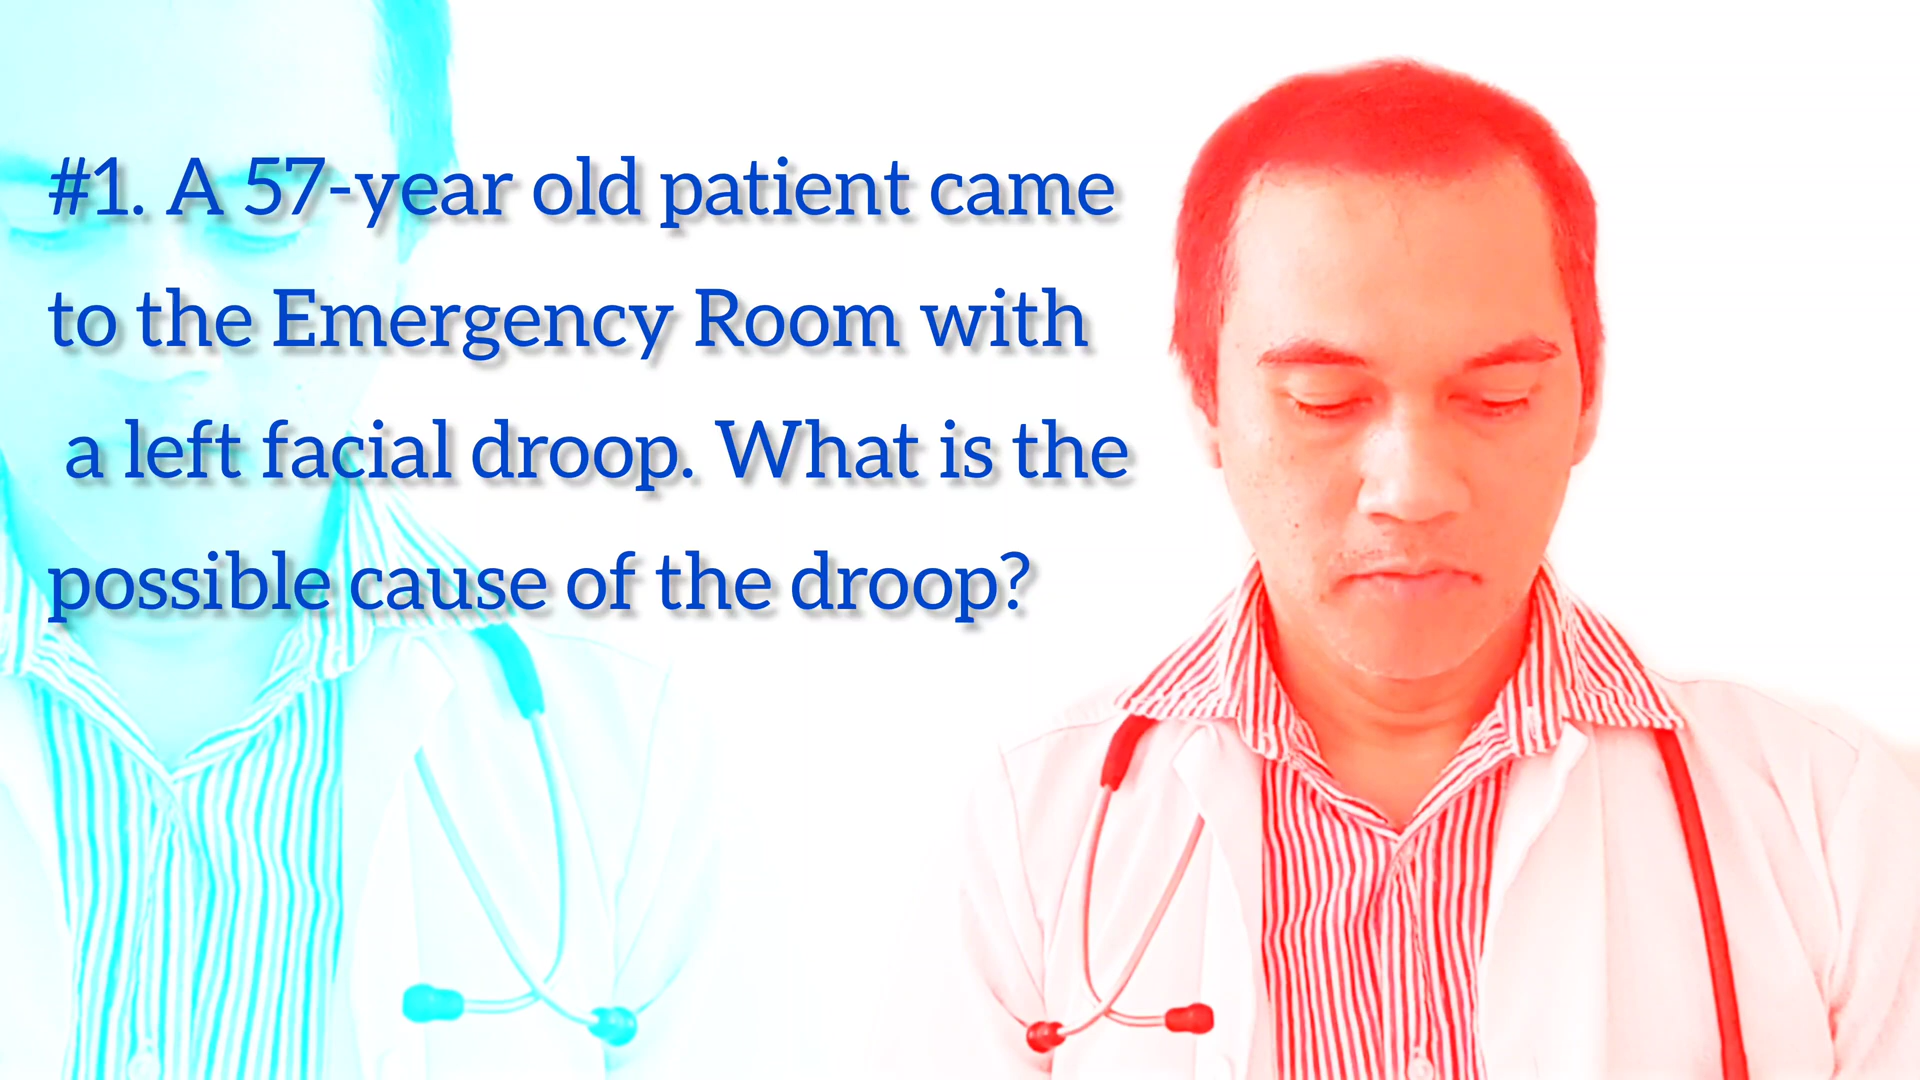 #1. A 57-year old patient came
to the Emergency Room with
a left facial droop. What is the
possible cause of the droop?